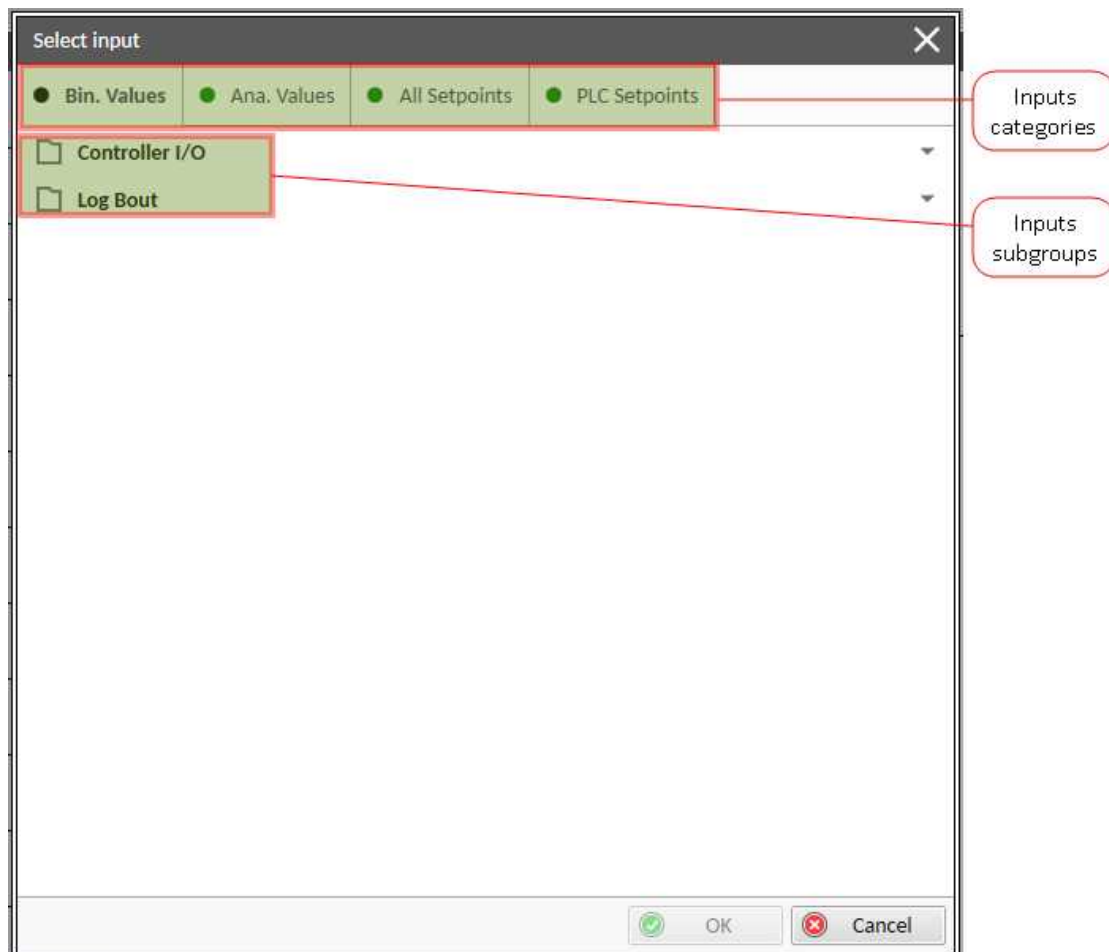 Select input
Bin. Values Ana. Values All Setpoints PLC Setpoints
Inputs
categories
Controller I/O
Log Bout
Inputs
subgroups
OK Cancel